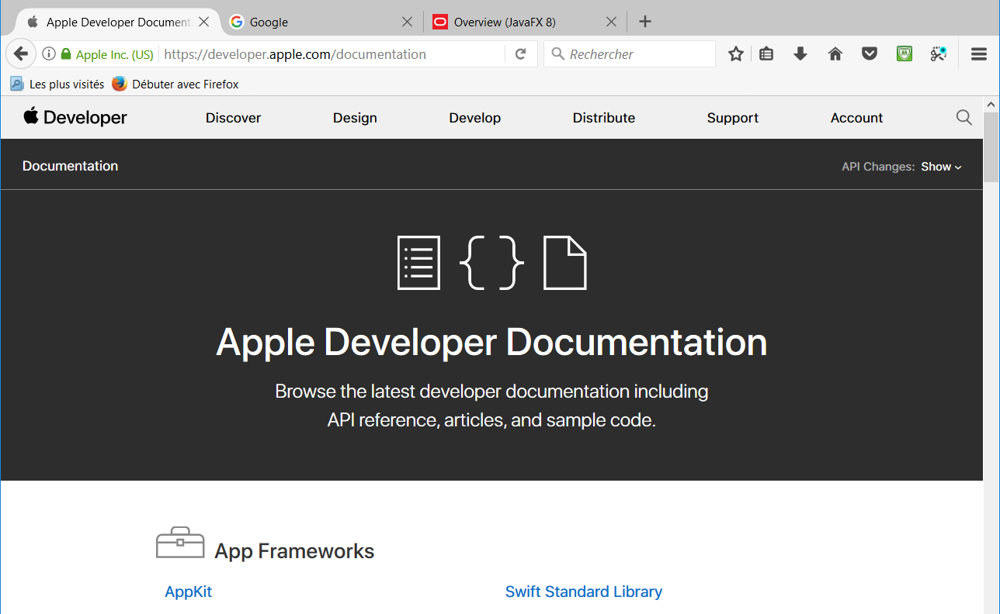 Apple Developer Document
Google
Overview (JavaFX 8)
Apple Inc. (US)
https://developer.apple.com/documentation
Rechercher
Les plus visités
Débuter avec Firefox
Developer
Discover
Design
Develop
Distribute
Support
Account
Documentation
API Changes: Show
Apple Developer Documentation
Browse the latest developer documentation including
API reference, articles, and sample code.
App Frameworks
AppKit
Swift Standard Library